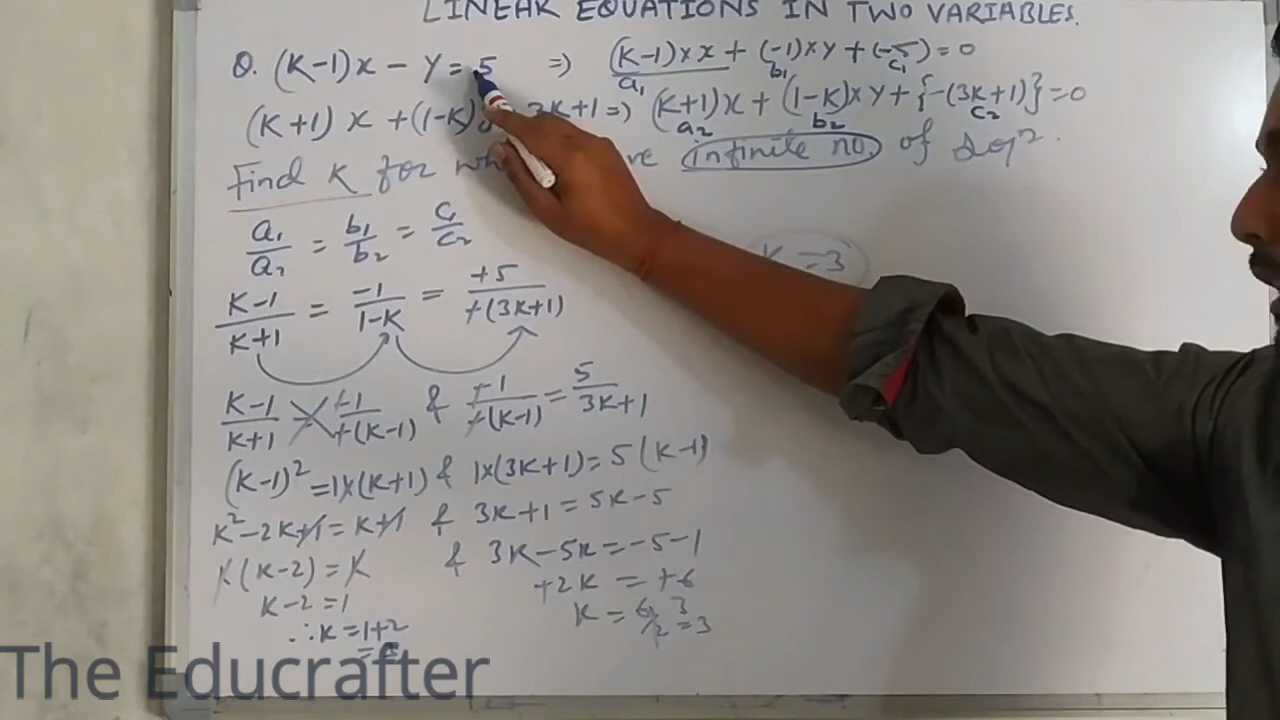 LINEAR EQUATIONS IN TWO VARIABLES.
Q. (K-1)x - y = 5 => (K-1)×x + (-1)×y + (-5) = 0
a₁ b₁ c₁
(K+1)x + (1-K) 3K+1 => (K+1)x + (1-K)×y + {-(3K+1)} = 0
a₂ b₂ c₂
Find K for infinite no. of solⁿ.
a₁/a₂ = b₁/b₂ = c₁/c₂
K = 3
K-1/K+1 = -1/1-K = +5/+(3K+1)
K-1/K+1 = +1/+(K-1) & +1/+(K-1) = 5/3K+1
(K-1)² = 1×(K+1) & 1×(3K+1) = 5(K-1)
K² - 2K + 1 = K + 1 & 3K+1 = 5K-5
K(K-2) = K & 3K-5K = -5-1
+2K = +6
K-2 = 1
K = 6/2 3 = 3
∴ K = 1+2
The Educrafter